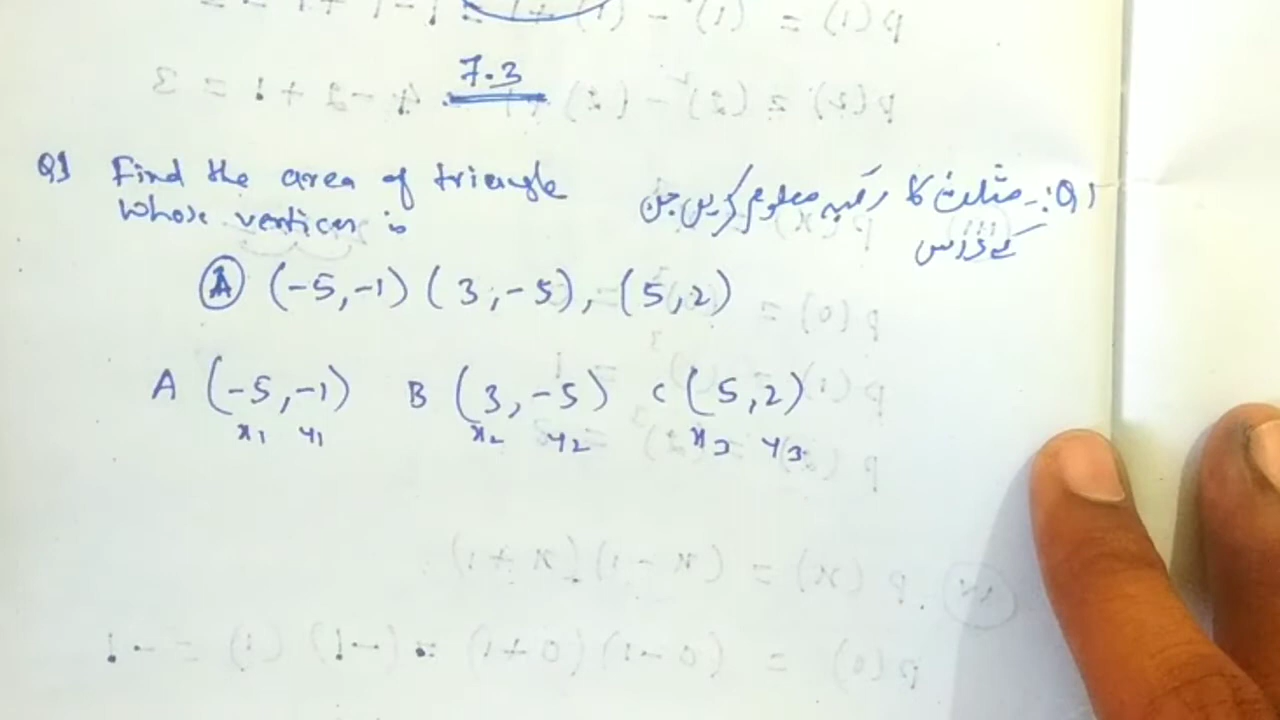 7.3
Q1 Find the area of triangle
whose vertices is
Q1:- مثلث کا رقبہ معلوم کریں جن
کے راس
A (-5,-1) (3,-5), (5,2)
A (-5,-1) B (3,-5) C (5,2)
x1 y1 x2 y2 x3 y3